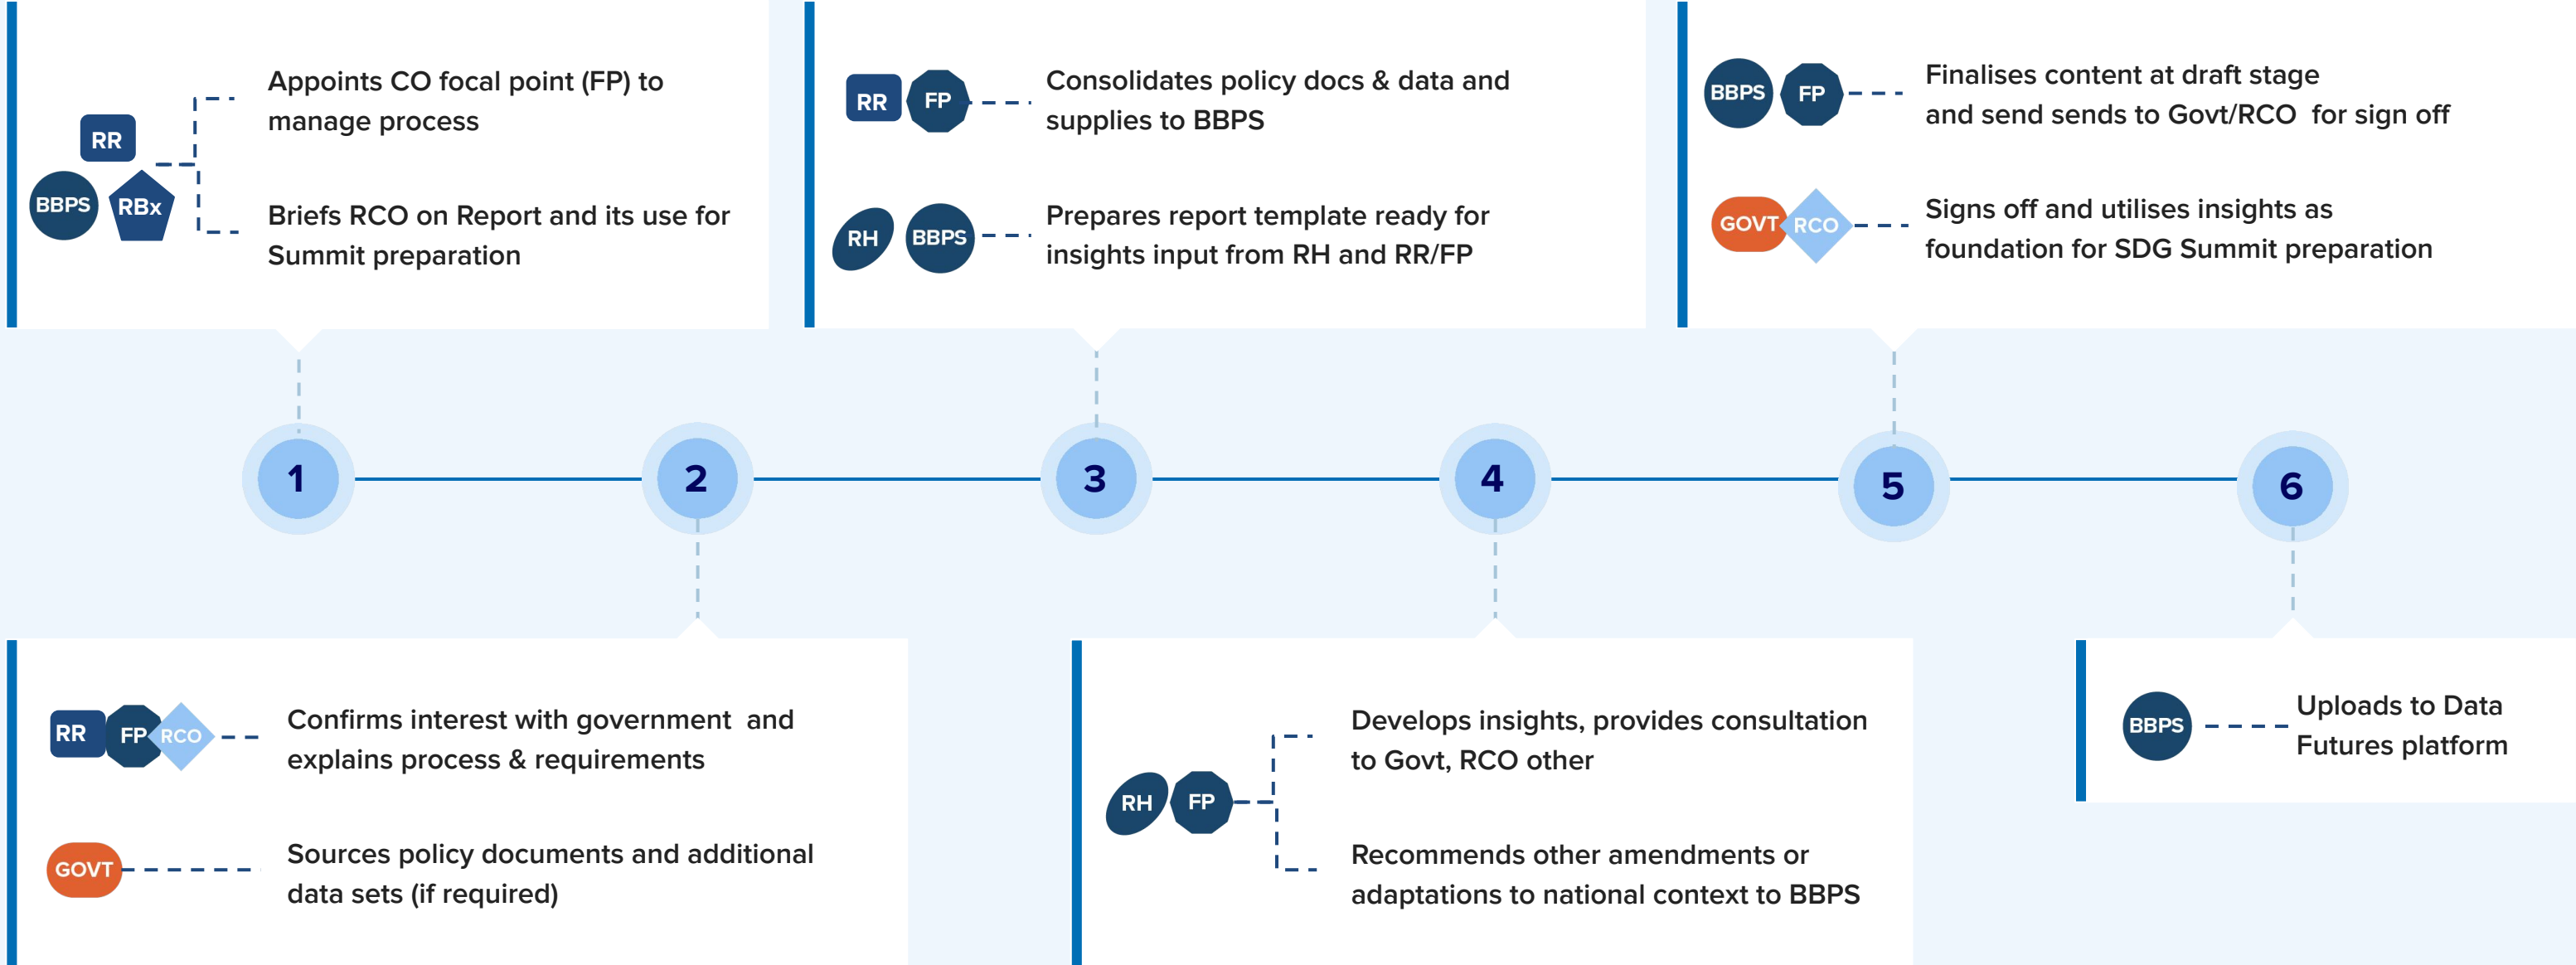 RR
BBPS
RBx
Appoints CO focal point (FP) to
manage process
Briefs RCO on Report and its use for
Summit preparation
RR
FP
Consolidates policy docs & data and
supplies to BBPS
RH
BBPS
Prepares report template ready for
insights input from RH and RR/FP
BBPS
FP
Finalises content at draft stage
and send sends to Govt/RCO for sign off
GOVT
RCO
Signs off and utilises insights as
foundation for SDG Summit preparation
1
2
3
4
5
6
RR
FP
RCO
Confirms interest with government and
explains process & requirements
GOVT
Sources policy documents and additional
data sets (if required)
RH
FP
Develops insights, provides consultation
to Govt, RCO other
Recommends other amendments or
adaptations to national context to BBPS
BBPS
Uploads to Data
Futures platform